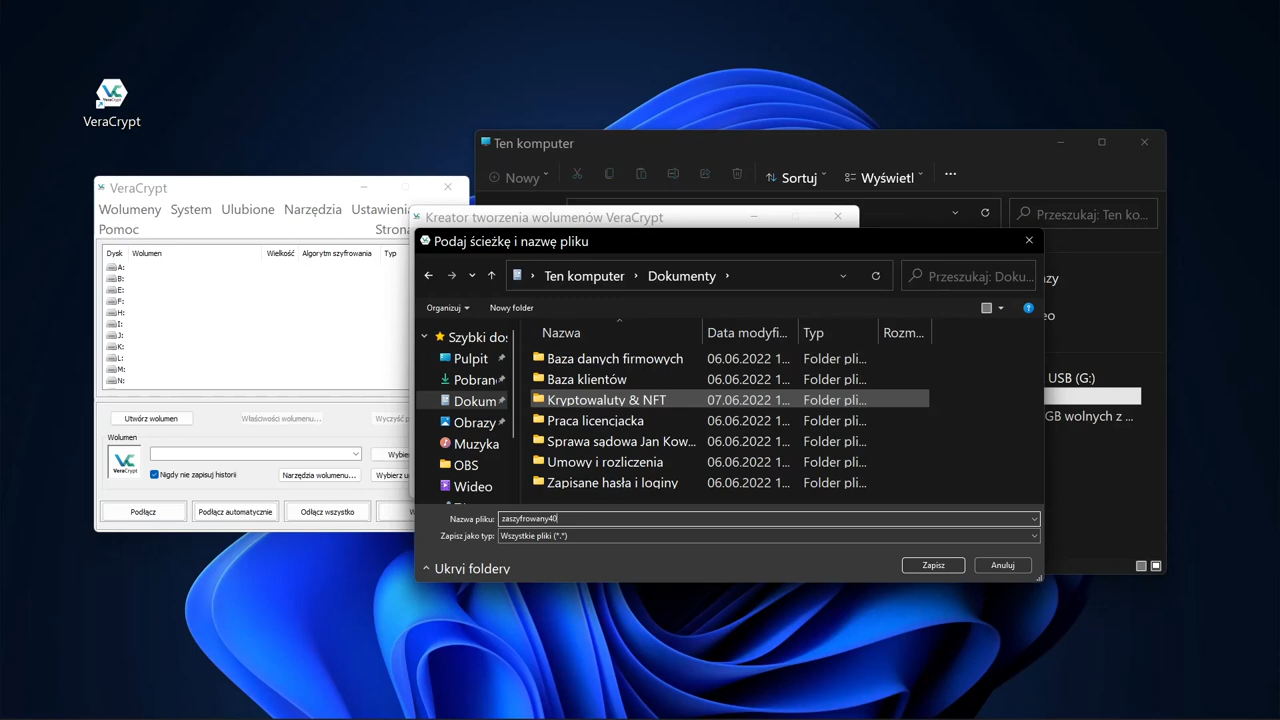 VeraCrypt
Ten komputer
Nowy
Sortuj
Wyświetl
Przeszukaj: Ten ko...
VeraCrypt
Wolumeny System Ulubione Narzędzia Ustawienia
Pomoc
Strona
Dysk Wolumen Wielkość Algorytm szyfrowania Typ
A:
B:
E:
F:
H:
I:
J:
K:
L:
M:
N:
Utwórz wolumen
Właściwości wolumenu...
Wyczyść p
Wolumen
VeraCrypt
Wybier
Nigdy nie zapisuj historii
Narzędzia wolumenu...
Wybierz u
Podłącz
Podłącz automatycznie
Odłącz wszystko
W
Kreator tworzenia wolumenów VeraCrypt
Podaj ścieżkę i nazwę pliku
Ten komputer
Dokumenty
Przeszukaj: Doku...
Organizuj
Nowy folder
Szybki dos
Pulpit
Pobran
Dokum
Obrazy
Muzyka
OBS
Wideo
Nazwa Data modyfi... Typ Rozm...
Baza danych firmowych 06.06.2022 1... Folder pli...
Baza klientów 06.06.2022 1... Folder pli...
Kryptowaluty & NFT 07.06.2022 1... Folder pli...
Praca licencjacka 06.06.2022 1... Folder pli...
Sprawa sądowa Jan Kow... 06.06.2022 1... Folder pli...
Umowy i rozliczenia 06.06.2022 1... Folder pli...
Zapisane hasła i loginy 06.06.2022 1... Folder pli...
Nazwa pliku: zaszyfrowany40
Zapisz jako typ: Wszystkie pliki (*.*)
Ukryj foldery
Zapisz
Anuluj
zy
eo
USB (G:)
GB wolnych z ...